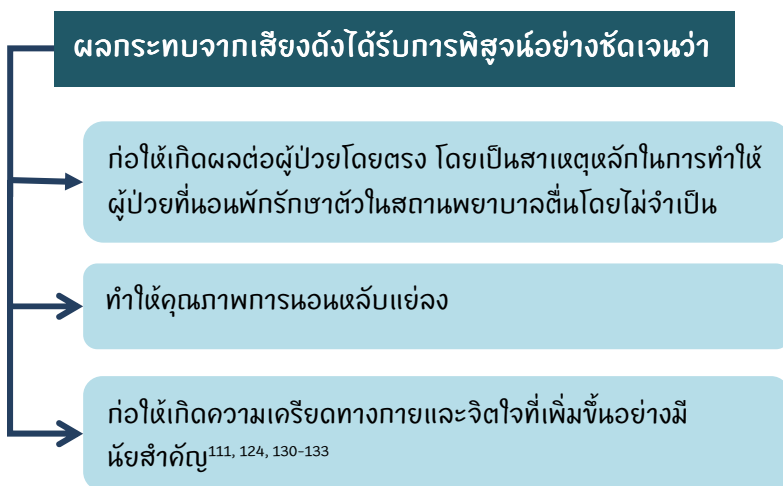 ผลกระทบจากเสียงดังได้รับการพิสูจน์อย่างชัดเจนว่า
ก่อให้เกิดผลต่อผู้ป่วยโดยตรง โดยเป็นสาเหตุหลักในการทำให้
ผู้ป่วยที่นอนพักรักษาตัวในสถานพยาบาลตื่นโดยไม่จำเป็น
ทำให้คุณภาพการนอนหลับแย่ลง
ก่อให้เกิดความเครียดทางกายและจิตใจที่เพิ่มขึ้นอย่างมี
นัยสำคัญ111, 124, 130-133